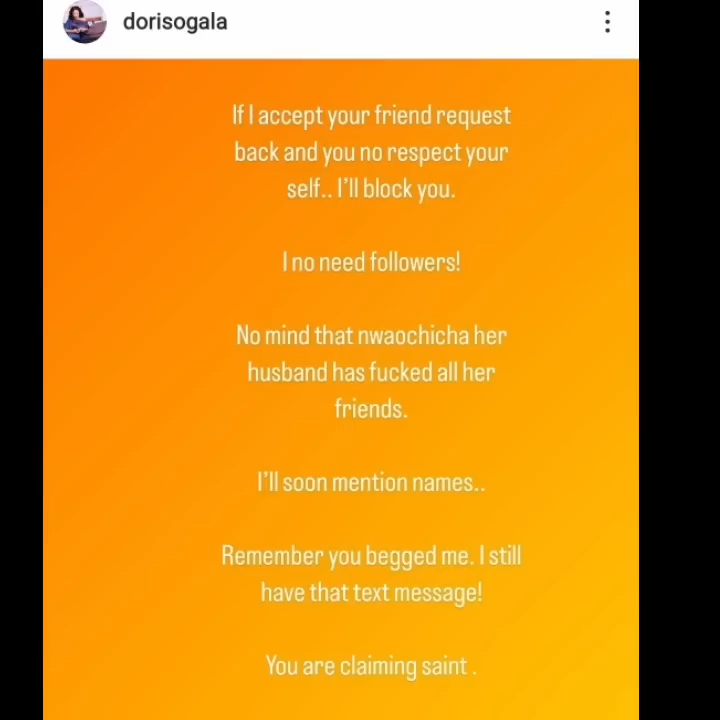 dorisogala
If I accept your friend request
back and you no respect your
self.. I'll block you.
I no need followers!
No mind that nwaochicha her
husband has fucked all her
friends.
I'll soon mention names..
Remember you begged me. I still
have that text message!
You are claiming saint .